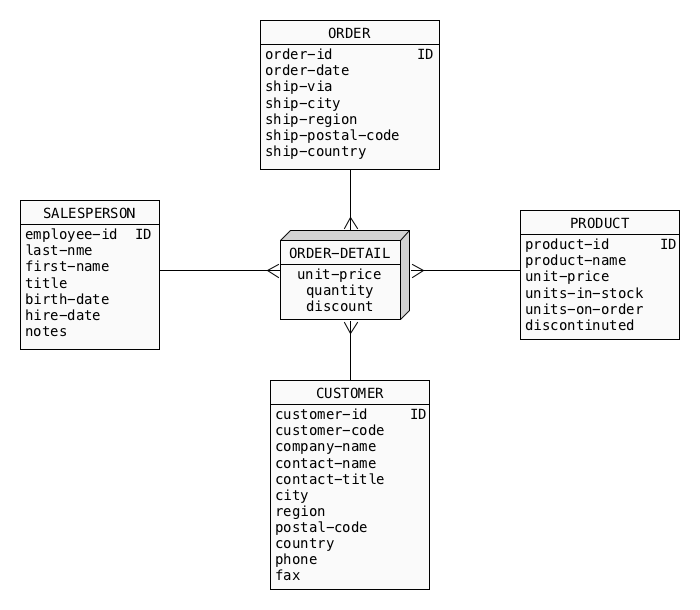 ORDER
order-id ID
order-date
ship-via
ship-city
ship-region
ship-postal-code
ship-country
SALESPERSON
employee-id ID
last-nme
first-name
title
birth-date
hire-date
notes
ORDER-DETAIL
unit-price
quantity
discount
PRODUCT
product-id ID
product-name
unit-price
units-in-stock
units-on-order
discontinuted
CUSTOMER
customer-id ID
customer-code
company-name
contact-name
contact-title
city
region
postal-code
country
phone
fax